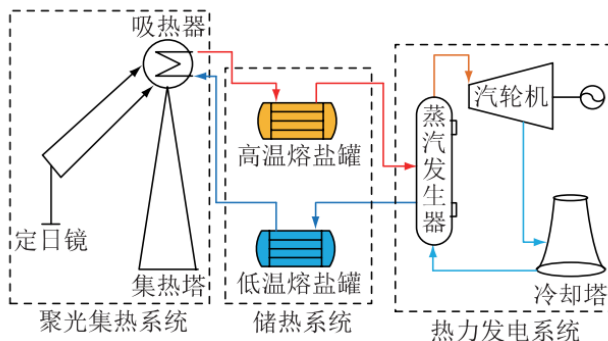 吸热器
定日镜
集热塔
聚光集热系统
高温熔盐罐
低温熔盐罐
储热系统
蒸汽发生器
汽轮机
冷却塔
热力发电系统